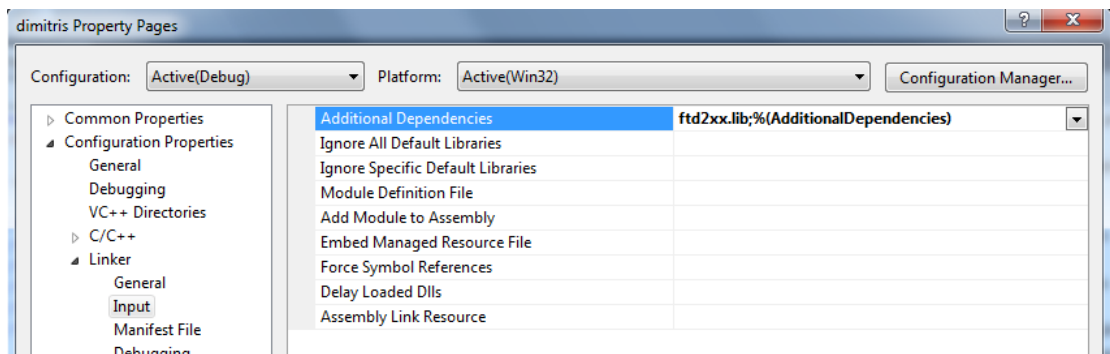 dimitris Property Pages
?
Configuration: Active(Debug) Platform: Active(Win32) Configuration Manager...
Common Properties
Configuration Properties
General
Debugging
VC++ Directories
C/C++
Linker
General
Input
Manifest File
Debugging
Additional Dependencies ftd2xx.lib;%(AdditionalDependencies)
Ignore All Default Libraries
Ignore Specific Default Libraries
Module Definition File
Add Module to Assembly
Embed Managed Resource File
Force Symbol References
Delay Loaded Dlls
Assembly Link Resource